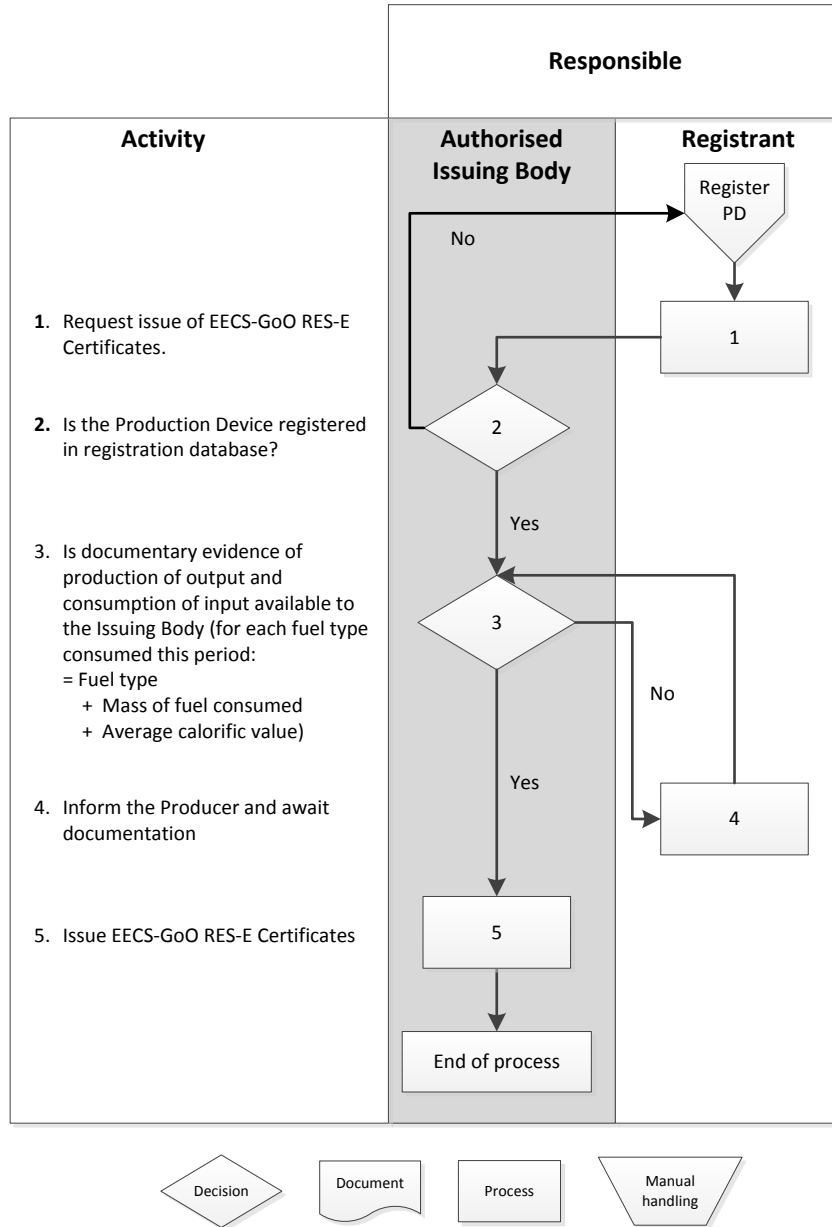 Responsible
Activity
Authorised
Issuing Body
Registrant
Register
PD
No
1. Request issue of EECS-GoO RES-E
Certificates.
1
2. Is the Production Device registered
in registration database?
2
Yes
3. Is documentary evidence of
production of output and
consumption of input available to
the Issuing Body (for each fuel type
consumed this period:
= Fuel type
+ Mass of fuel consumed
+ Average calorific value)
3
No
Yes
4. Inform the Producer and await
documentation
4
5. Issue EECS-GoO RES-E Certificates
5
End of process
Decision
Document
Process
Manual
handling